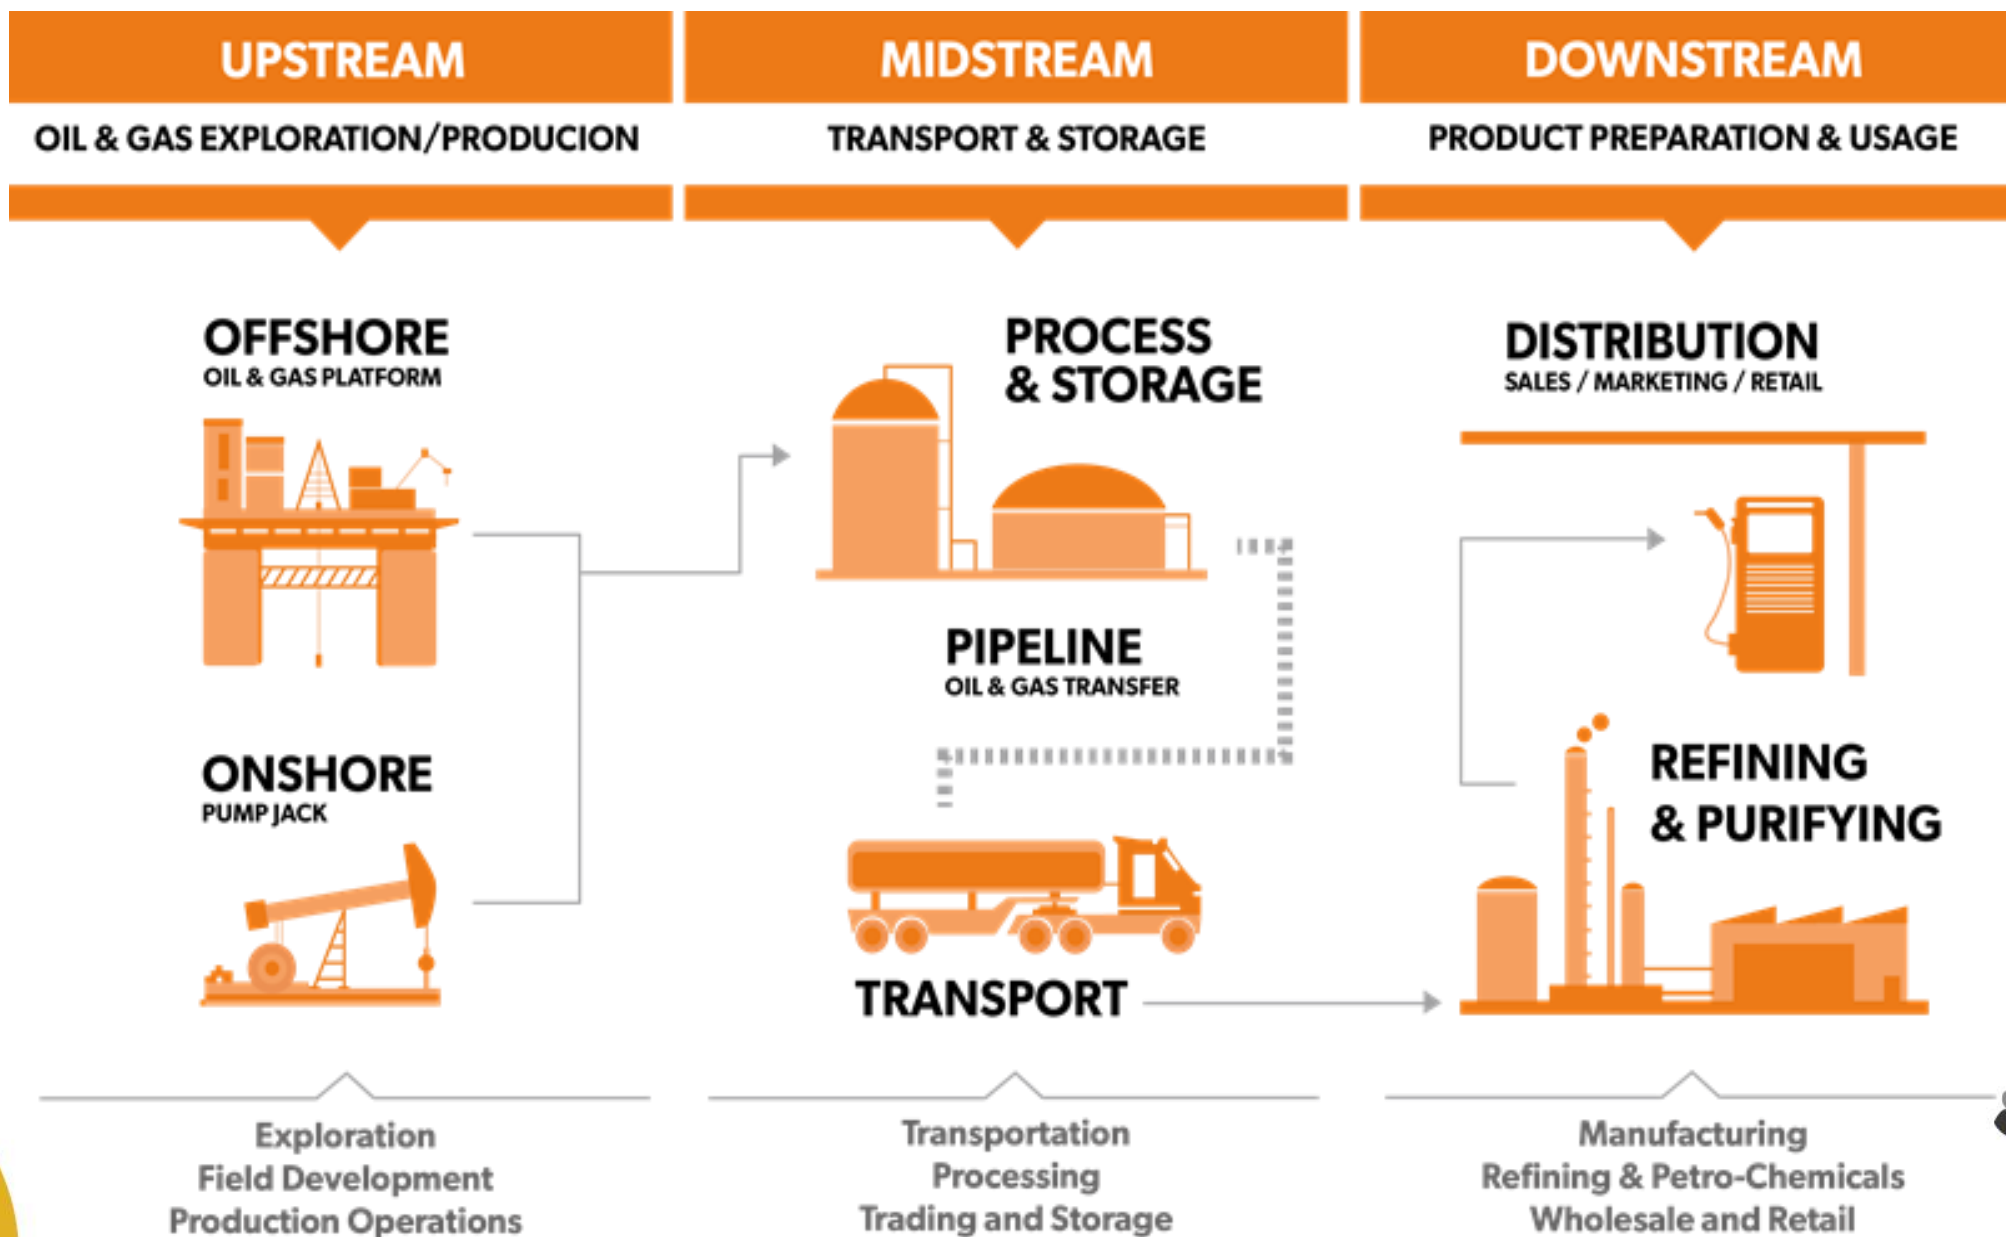 UPSTREAM
OIL & GAS EXPLORATION/PRODUCION
OFFSHORE
OIL & GAS PLATFORM
ONSHORE
PUMP JACK
Exploration
Field Development
Production Operations
MIDSTREAM
TRANSPORT & STORAGE
PROCESS
& STORAGE
PIPELINE
OIL & GAS TRANSFER
TRANSPORT
Transportation
Processing
Trading and Storage
DOWNSTREAM
PRODUCT PREPARATION & USAGE
DISTRIBUTION
SALES / MARKETING / RETAIL
REFINING
& PURIFYING
Manufacturing
Refining & Petro-Chemicals
Wholesale and Retail